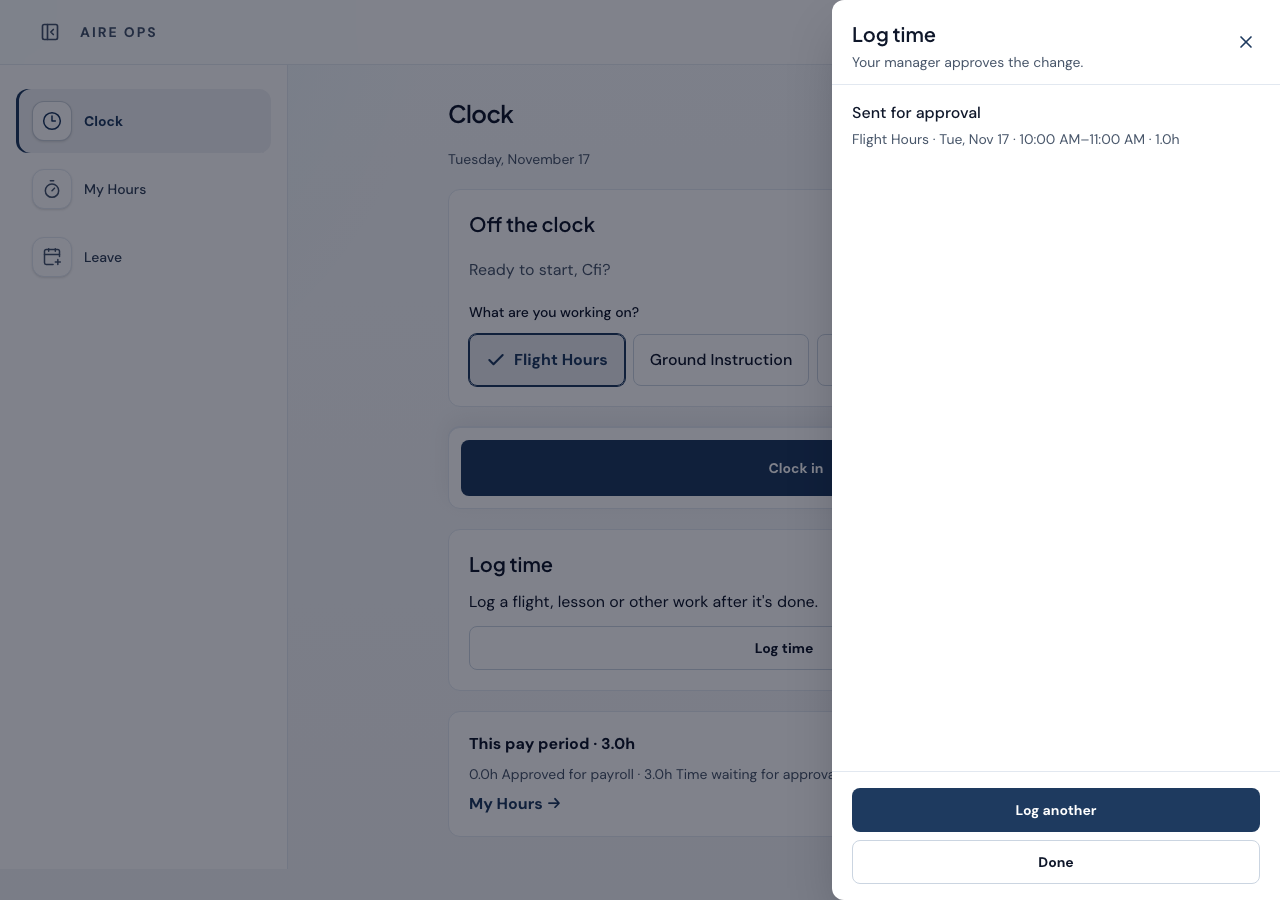 AIRE OPS
Clock
My Hours
Leave
Clock
Tuesday, November 17
Off the clock
Ready to start, Cfi?
What are you working on?
Flight Hours
Ground Instruction
Clock in
Log time
Log a flight, lesson or other work after it's done.
Log time
This pay period · 3.0h
0.0h Approved for payroll · 3.0h Time waiting for
My Hours →
Log time
Your manager approves the change.
Sent for approval
Flight Hours · Tue, Nov 17 · 10:00 AM–11:00 AM · 1.0h
Log another
Done